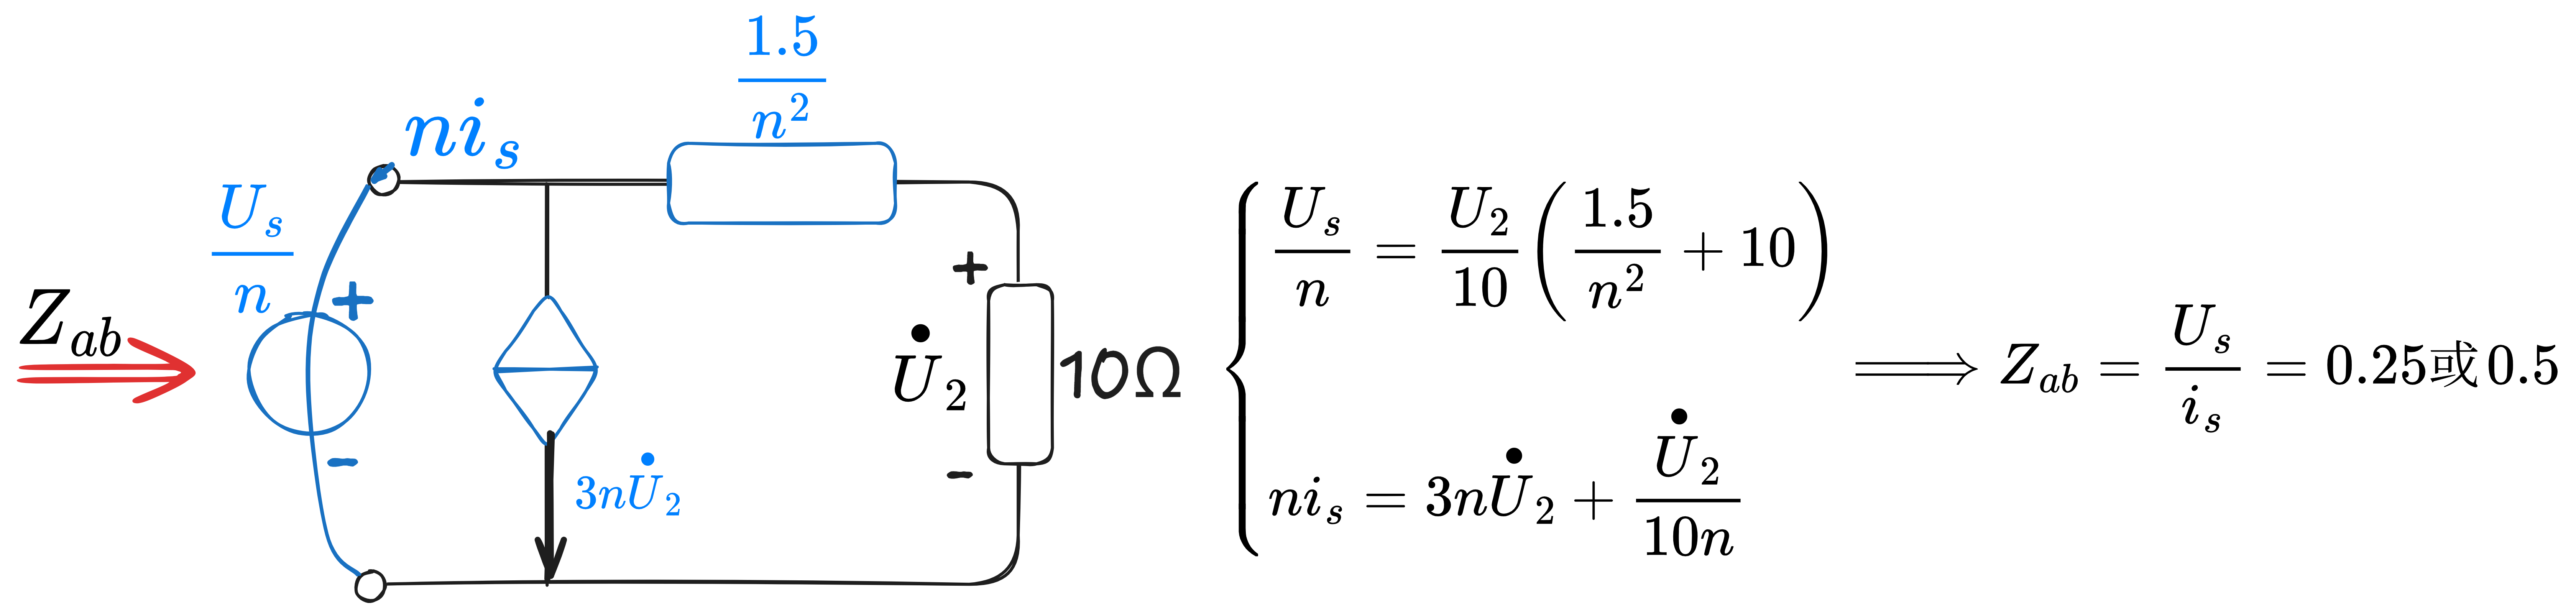 $\frac{1.5}{n^2}$
$ni_s$
$\frac{U_s}{n}$
+
-
$Z_{ab}$
$3n\dot{U}_2$
+
$\dot{U}_2$
-
10Ω
$\begin{cases} \frac{U_s}{n} = \frac{U_2}{10}\left(\frac{1.5}{n^2} + 10\right) \\ ni_s = 3n\dot{U}_2 + \frac{\dot{U}_2}{10n} \end{cases} \Longrightarrow Z_{ab} = \frac{U_s}{i_s} = 0.25或0.5$